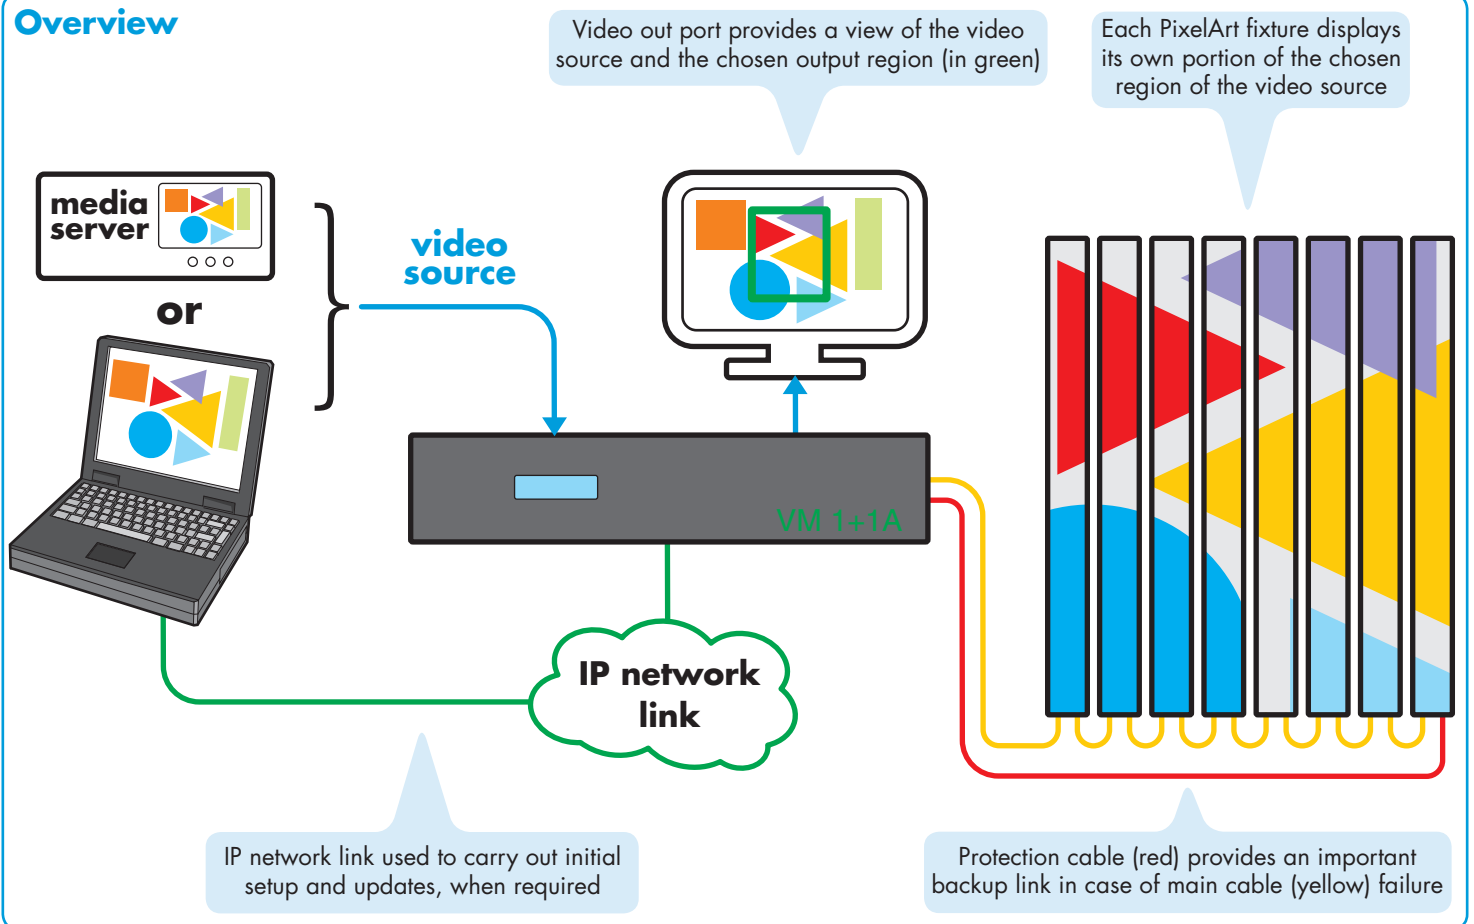 Overview
Video out port provides a view of the video
source and the chosen output region (in green)
Each PixelArt fixture displays
its own portion of the chosen
region of the video source
media
server
or
video
source
VM 1+1A
IP network
link
IP network link used to carry out initial
setup and updates, when required
Protection cable (red) provides an important
backup link in case of main cable (yellow) failure